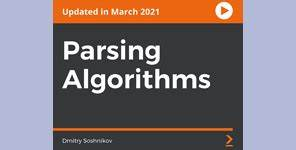 Updated in March 2021
Parsing
Algorithms
Dmitry Soshnikov